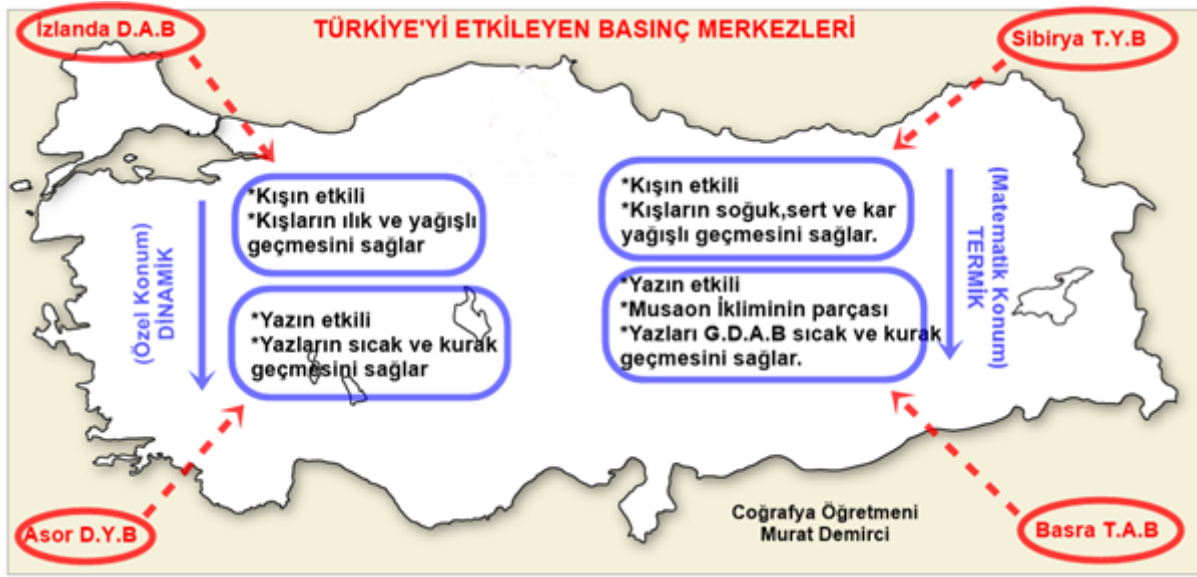 İzlanda D.A.B
TÜRKİYE'Yİ ETKİLEYEN BASINÇ MERKEZLERİ
Sibirya T.Y.B
*Kışın etkili
*Kışların ılık ve yağışlı
geçmesini sağlar
*Kışın etkili
*Kışların soğuk,sert ve kar
yağışlı geçmesini sağlar.
(Özel Konum)
DİNAMİK
(Matematik Konum)
TERMİK
*Yazın etkili
*Yazların sıcak ve kurak
geçmesini sağlar
*Yazın etkili
*Musaon İkliminin parçası
*Yazları G.D.A.B sıcak ve kurak
geçmesini sağlar.
Asor D.Y.B
Coğrafya Öğretmeni
Murat Demirci
Basra T.A.B